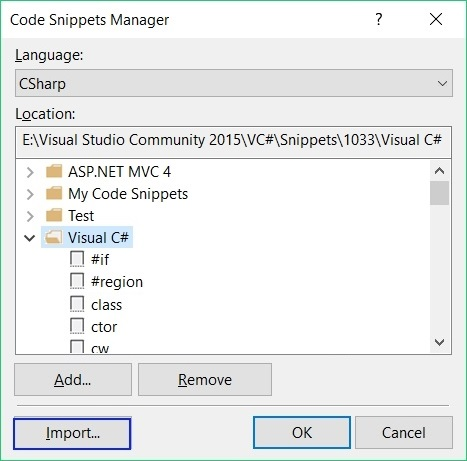 Code Snippets Manager
Language:
CSharp
Location:
E:\Visual Studio Community 2015\VC#\Snippets\1033\Visual C#
ASP.NET MVC 4
My Code Snippets
Test
Visual C#
#if
#region
class
ctor
cw
Add... Remove
Import... OK Cancel